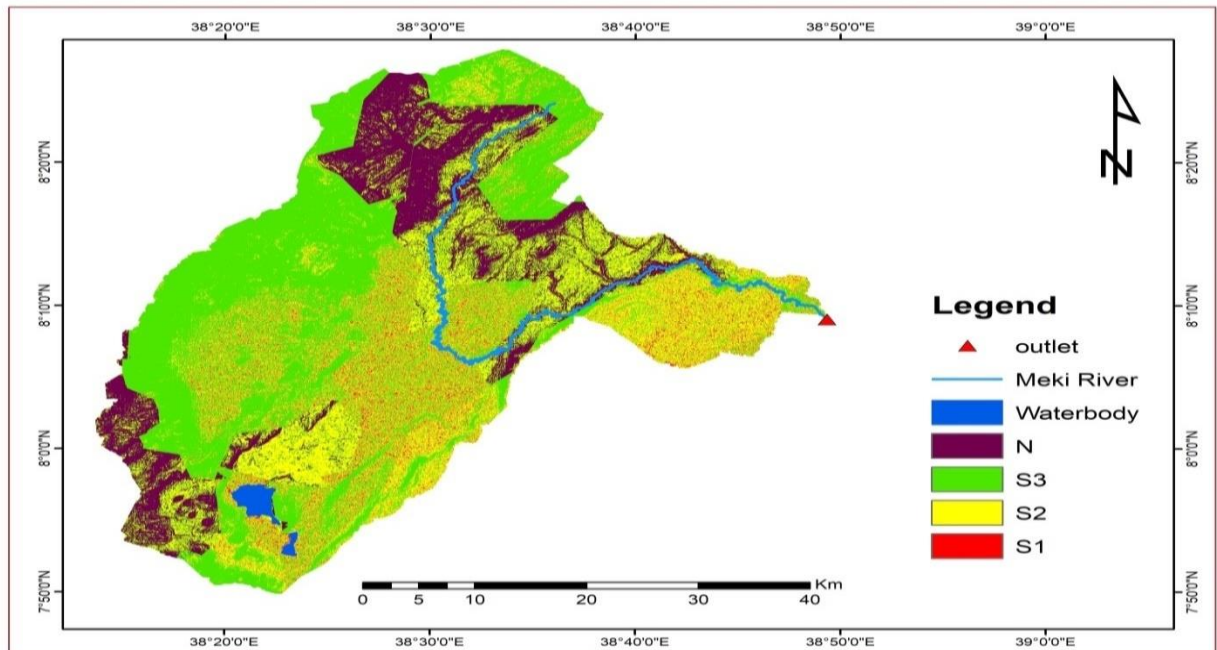 38°20'0"E 38°30'0"E 38°40'0"E 38°50'0"E 39°0'0"E
N
8°20'0"N 8°20'0"N
8°10'0"N 8°10'0"N
8°0'0"N 8°0'0"N
7°50'0"N 7°50'0"N
Legend
outlet
Meki River
Waterbody
N
S3
S2
S1
Km
0 5 10 20 30 40
38°20'0"E 38°30'0"E 38°40'0"E 38°50'0"E 39°0'0"E